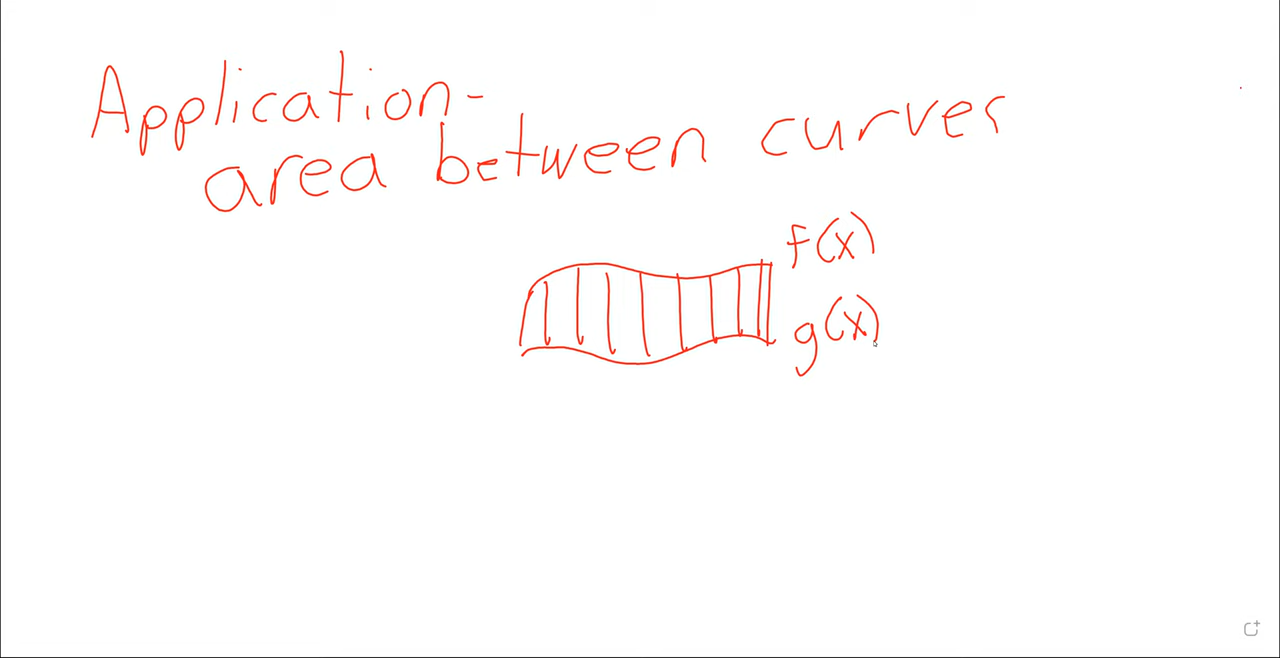 Application-
area between curves
f(x)
g(x)